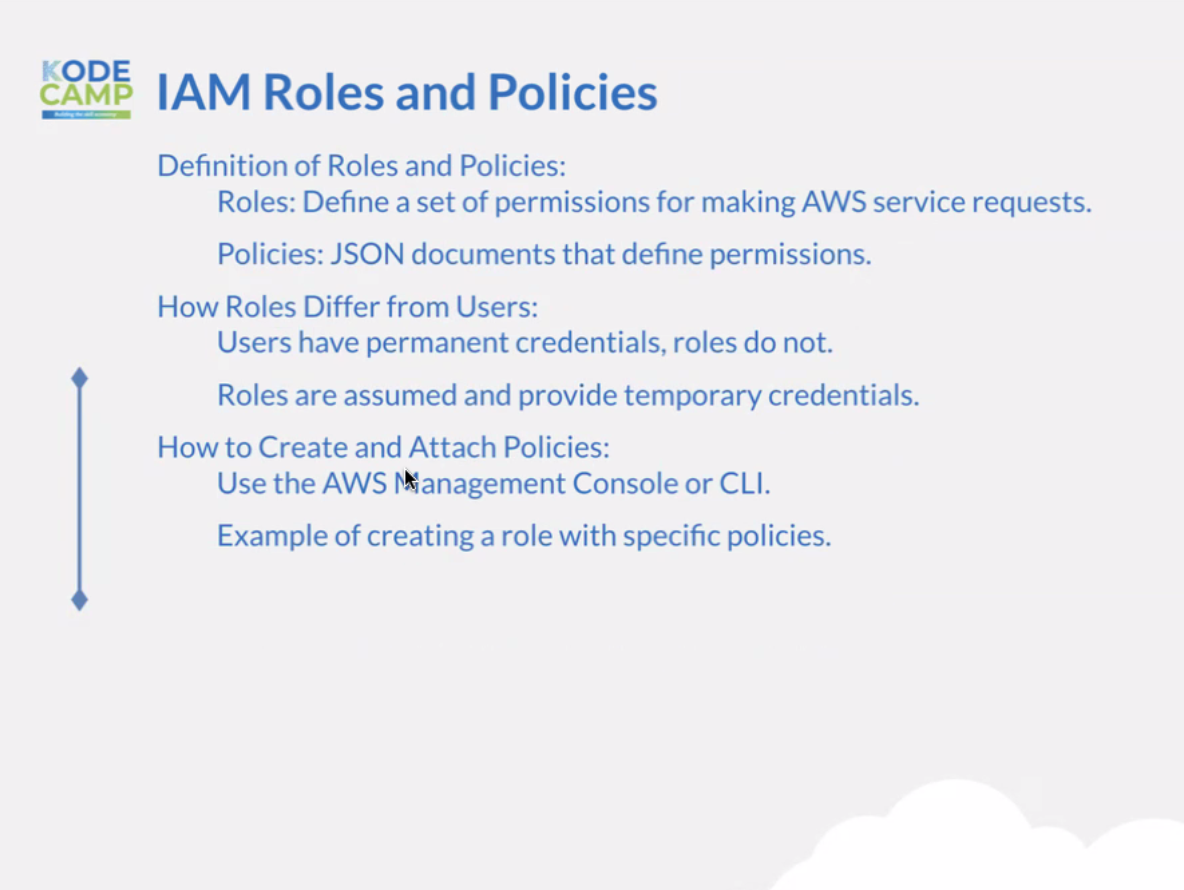 KODE
CAMP
Building the skill economy
IAM Roles and Policies
Definition of Roles and Policies:
Roles: Define a set of permissions for making AWS service requests.
Policies: JSON documents that define permissions.
How Roles Differ from Users:
Users have permanent credentials, roles do not.
Roles are assumed and provide temporary credentials.
How to Create and Attach Policies:
Use the AWS Management Console or CLI.
Example of creating a role with specific policies.